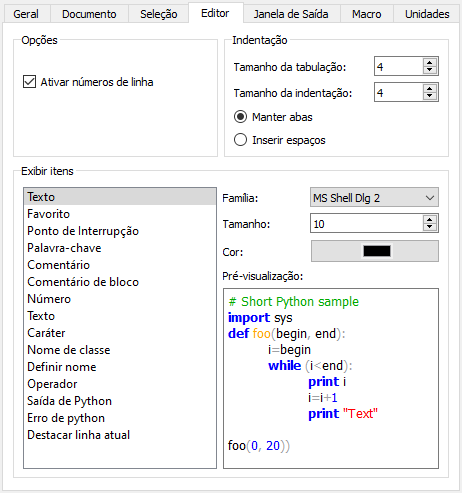 Geral Documento Seleção Editor Janela de Saída Macro Unidades
Opções
Ativar números de linha
Indentação
Tamanho da tabulação: 4
Tamanho da indentação: 4
Manter abas
Inserir espaços
Exibir itens
Texto
Favorito
Ponto de Interrupção
Palavra-chave
Comentário
Comentário de bloco
Número
Texto
Caráter
Nome de classe
Definir nome
Operador
Saída de Python
Erro de python
Destacar linha atual
Família: MS Shell Dlg 2
Tamanho: 10
Cor:
Pré-visualização:
# Short Python sample
import sys
def foo(begin, end):
i=begin
while (i<end):
print i
i=i+1
print "Text"
foo(0, 20))